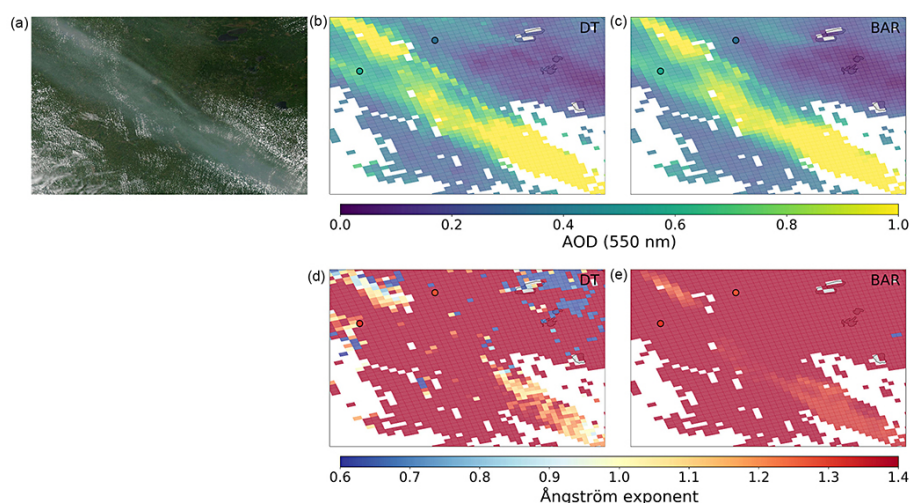 (a)
(b)
DT
(c)
BAR
0.0 0.2 0.4 0.6 0.8 1.0
AOD (550 nm)
(d)
DT
(e)
BAR
0.6 0.7 0.8 0.9 1.0 1.1 1.2 1.3 1.4
Ångström exponent